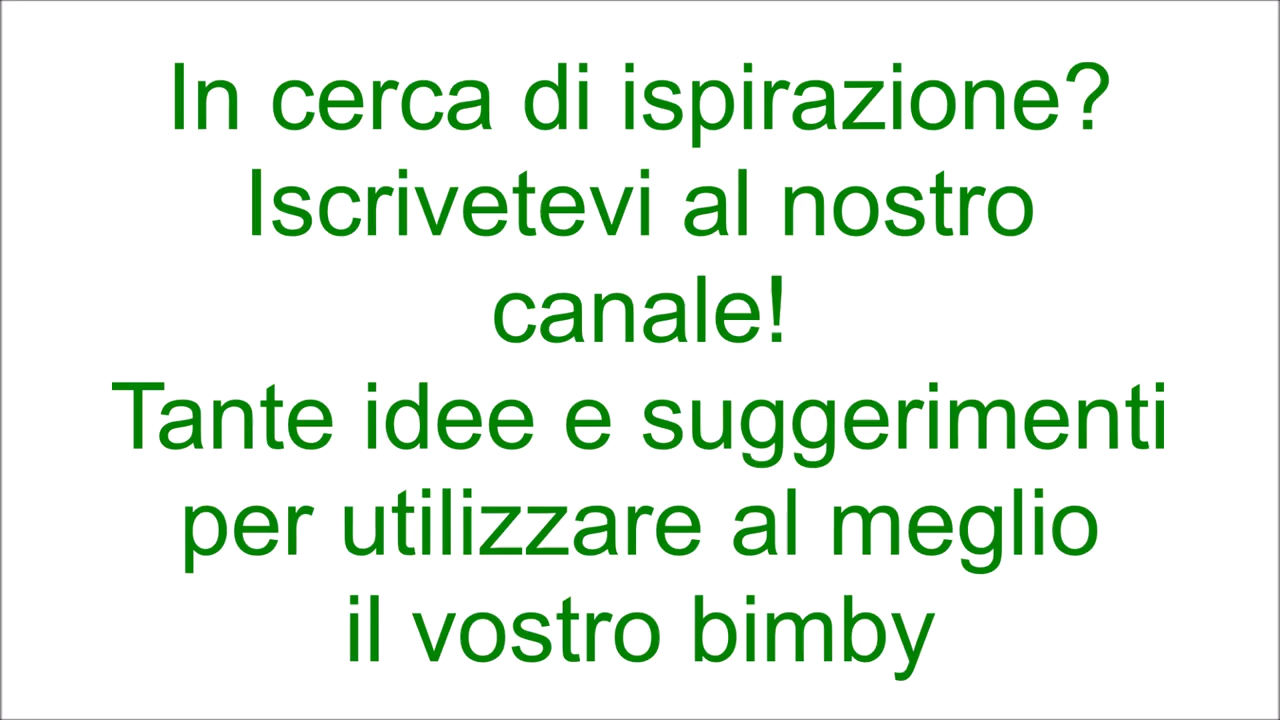 In cerca di ispirazione?
Iscrivetevi al nostro
canale!
Tante idee e suggerimenti
per utilizzare al meglio
il vostro bimby